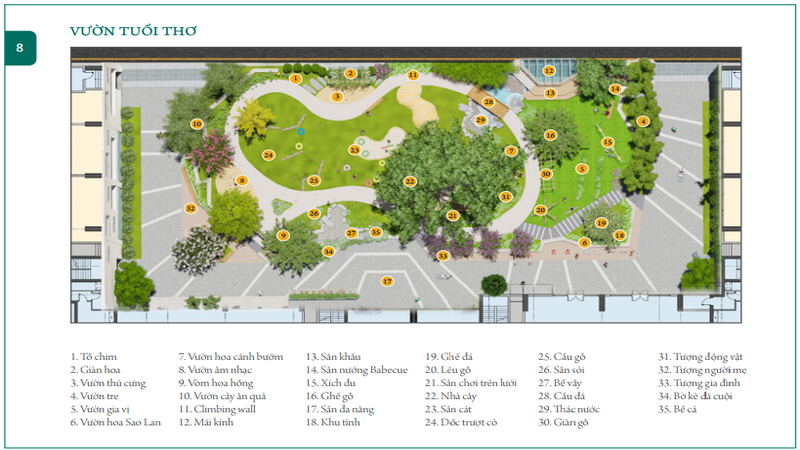 VƯỜN TUỔI THƠ
8
1
2
3
11
12
13
14
4
28
29
10
16
15
7
24
23
5
30
8
22
25
31
32
26
21
20
19
9
27
35
18
34
33
6
17
1. Tổ chim
2. Giàn hoa
3. Vườn thú cưng
4. Vườn tre
5. Vườn gia vị
6. Vườn hoa Sao Lan
7. Vườn hoa cánh bướm
8. Vườn âm nhạc
9. Vòm hoa hồng
10. Vườn cây ăn quả
11. Climbing wall
12. Mái kính
13. Sân khấu
14. Sân nướng Babecue
15. Xích đu
16. Ghế gỗ
17. Sân đa năng
18. Khu tĩnh
19. Ghế đá
20. Lều gỗ
21. Sân chơi trên lưới
22. Nhà cây
23. Sân cát
24. Dốc trượt cỏ
25. Cầu gỗ
26. Sân sỏi
27. Bể vầy
28. Cầu đá
29. Thác nước
30. Giàn gỗ
31. Tượng động vật
32. Tượng người mẹ
33. Tượng gia đình
34. Bờ kè đá cuội
35. Bể cá